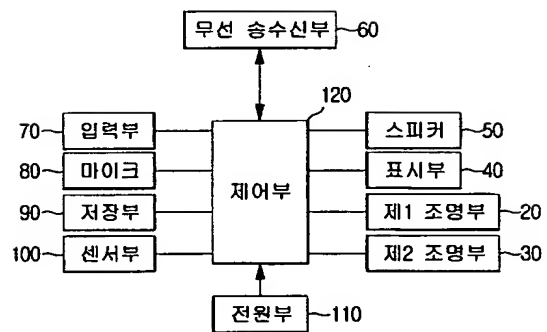 무선 송수신부 60
120
70 입력부
스피커 50
80 마이크
표시부 40
제어부
90 저장부
제1 조명부 20
100 센서부
제2 조명부 30
전원부 110